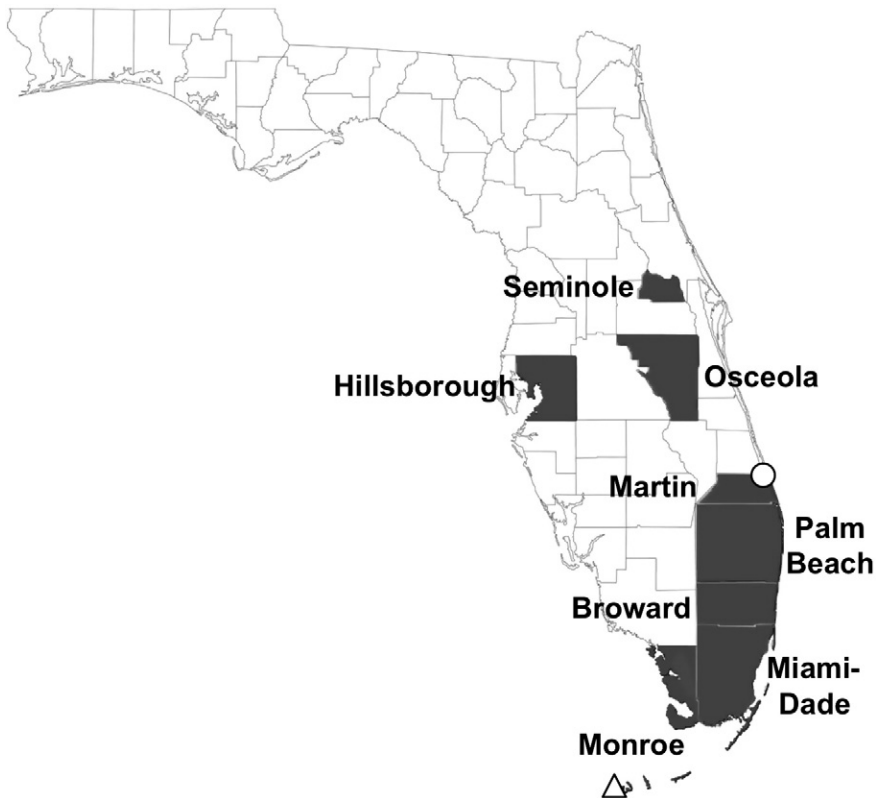 Seminole
Hillsborough
Osceola
Martin
Palm
Beach
Broward
Miami-
Dade
Monroe